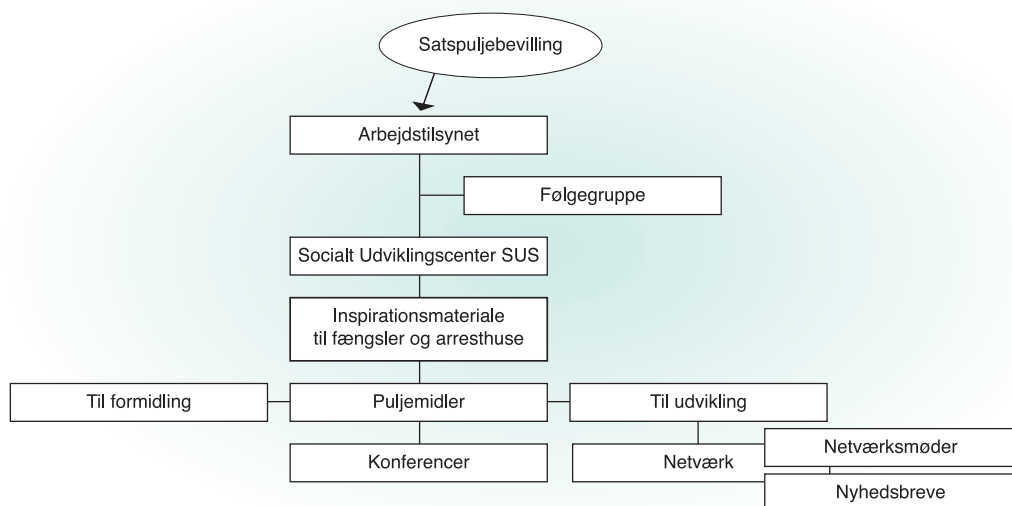 Satspuljebevilling
Arbejdstilsynet
Følgegruppe
Socialt Udviklingscenter SUS
Inspirationsmateriale
til fængsler og arresthuse
Til formidling
Puljemidler
Til udvikling
Konferencer
Netværk
Netværksmøder
Nyhedsbreve